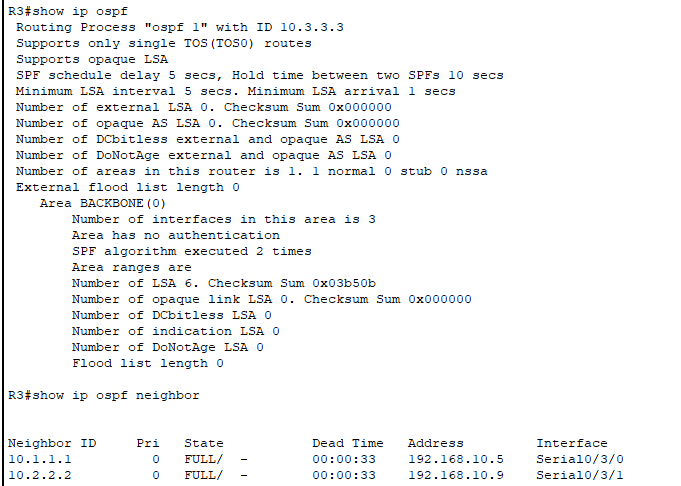 R3#show ip ospf
Routing Process "ospf 1" with ID 10.3.3.3
Supports only single TOS(TOS0) routes
Supports opaque LSA
SPF schedule delay 5 secs, Hold time between two SPFs 10 secs
Minimum LSA interval 5 secs. Minimum LSA arrival 1 secs
Number of external LSA 0. Checksum Sum 0x000000
Number of opaque AS LSA 0. Checksum Sum 0x000000
Number of DCbitless external and opaque AS LSA 0
Number of DoNotAge external and opaque AS LSA 0
Number of areas in this router is 1. 1 normal 0 stub 0 nssa
External flood list length 0
Area BACKBONE(0)
Number of interfaces in this area is 3
Area has no authentication
SPF algorithm executed 2 times
Area ranges are
Number of LSA 6. Checksum Sum 0x03b50b
Number of opaque link LSA 0. Checksum Sum 0x000000
Number of DCbitless LSA 0
Number of indication LSA 0
Number of DoNotAge LSA 0
Flood list length 0
R3#show ip ospf neighbor
Neighbor ID Pri State Dead Time Address Interface
10.1.1.1 0 FULL/ - 00:00:33 192.168.10.5 Serial0/3/0
10.2.2.2 0 FULL/ - 00:00:33 192.168.10.9 Serial0/3/1